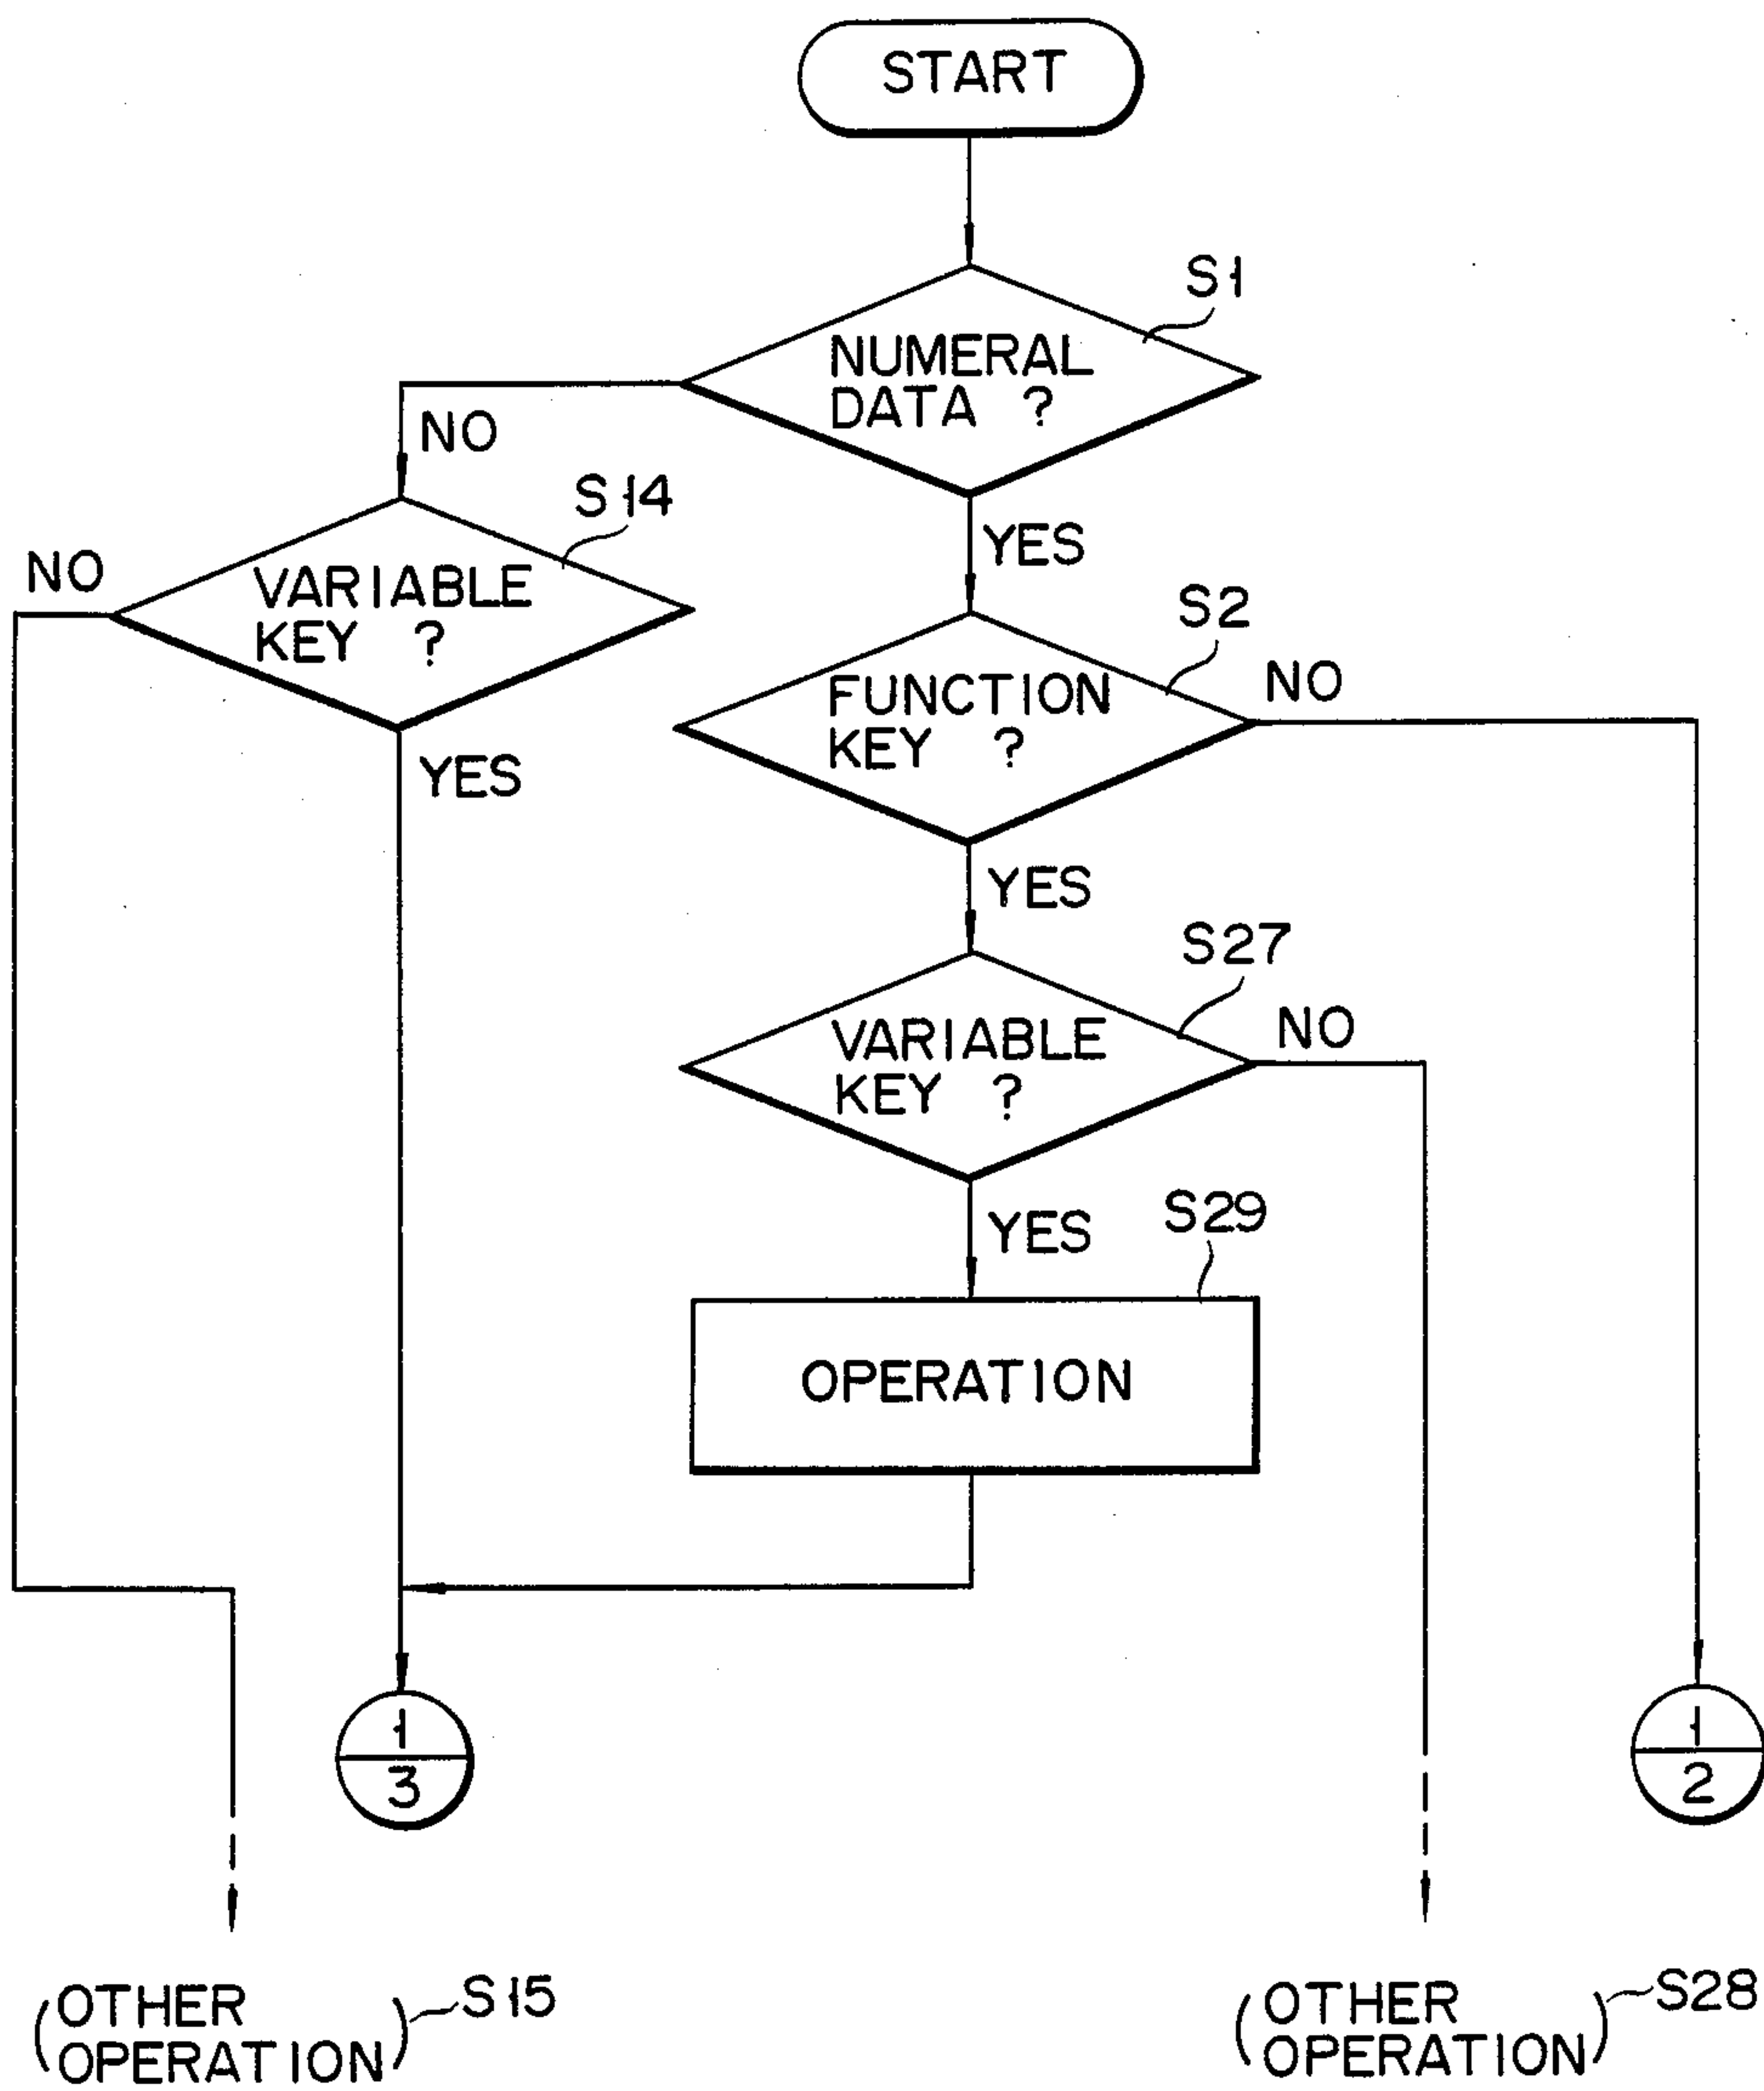 START
S1
NUMERAL
DATA ?
NO
YES
S14
NO
VARIABLE
KEY ?
YES
S2
FUNCTION
KEY ?
NO
YES
S27
VARIABLE
KEY ?
NO
YES
S29
OPERATION
1
3
1
2
(OTHER
OPERATION)
S15
(OTHER
OPERATION)
S28